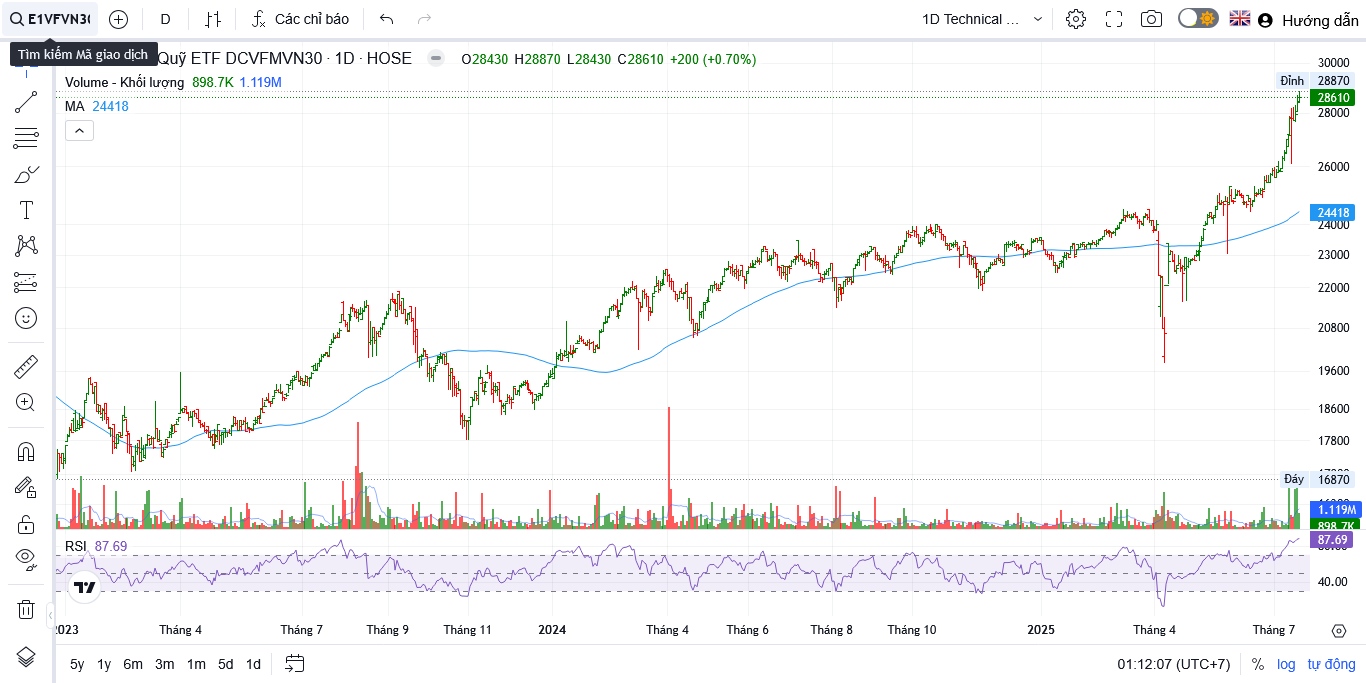 E1VFVN30
D
Các chỉ báo
1D Technical ...
Hướng dẫn
Tìm kiếm Mã giao dịch
Quỹ ETF DCVFMVN30 · 1D · HOSE
O28430 H28870 L28430 C28610 +200 (+0.70%)
Volume - Khối lượng 898.7K 1.119M
MA 24418
30000
Đỉnh 28870
28610
28000
26000
24418
24000
23000
22000
20800
19600
18600
17800
Đáy 16870
1.119M
898.7K
RSI 87.69
87.69
40.00
2023
Tháng 4
Tháng 7
Tháng 9
Tháng 11
2024
Tháng 4
Tháng 6
Tháng 8
Tháng 10
2025
Tháng 4
Tháng 7
5y 1y 6m 3m 1m 5d 1d
01:12:07 (UTC+7)
% log tự động